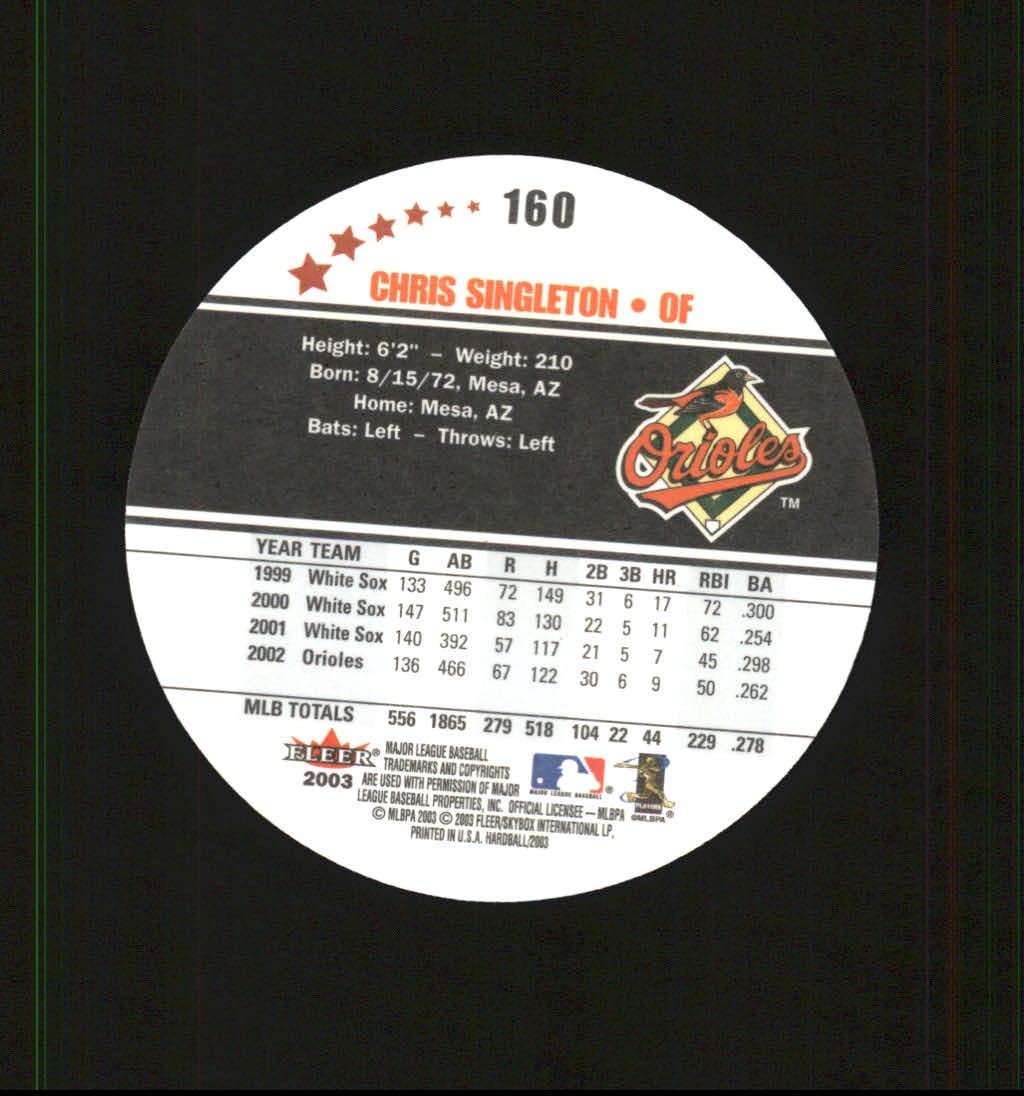 160
CHRIS SINGLETON • OF
Height: 6'2" – Weight: 210
Born: 8/15/72, Mesa, AZ
Home: Mesa, AZ
Bats: Left – Throws: Left
Orioles
TM
YEAR TEAM G AB R H 2B 3B HR RBI BA
1999 White Sox 133 496 72 149 31 6 17 72 .300
2000 White Sox 147 511 83 130 22 5 11 62 .254
2001 White Sox 140 392 57 117 21 5 7 45 .298
2002 Orioles 136 466 67 122 30 6 9 50 .262
MLB TOTALS 556 1865 279 518 104 22 44 229 .278
FLEER®
2003
MAJOR LEAGUE BASEBALL
TRADEMARKS AND COPYRIGHTS
ARE USED WITH PERMISSION OF MAJOR
LEAGUE BASEBALL PROPERTIES, INC. OFFICIAL LICENSEE — MLBPA
© MLBPA 2003 © 2003 FLEER/SKYBOX INTERNATIONAL LP.
PRINTED IN U.S.A. HARDBALL/2003
MAJOR LEAGUE BASEBALL ®
PLAYERS
©MLBPA ®